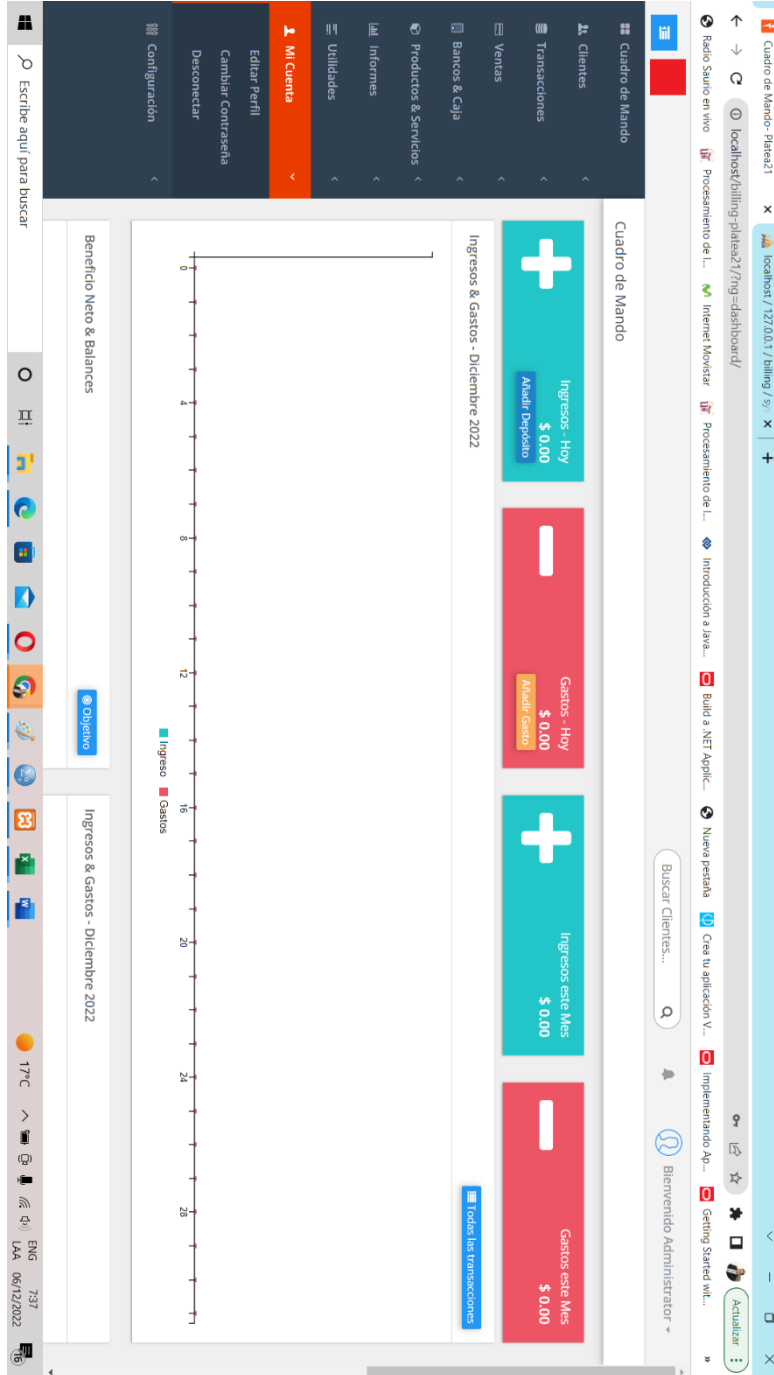 Cuadro de Mando- Platea21
localhost / 127.0.0.1 / billing / sy
localhost/billing-platea21/?ng=dashboard/
Actualizar
Radio Saurio en vivo
Procesamiento de I...
Internet Movistar
Procesamiento de I...
Introducción a Java...
Build a .NET Applic...
Nueva pestaña
Crea tu aplicación V...
Implementando Ap...
Getting Started wit...
»
Buscar Clientes...
Bienvenido Administrator
Cuadro de Mando
Clientes
Transacciones
Ventas
Bancos & Caja
Productos & Servicios
Informes
Utilidades
Mi Cuenta
Editar Perfil
Cambiar Contraseña
Desconectar
Configuración
Cuadro de Mando
Ingresos - Hoy
$ 0.00
Añadir Depósito
Gastos - Hoy
$ 0.00
Añadir Gasto
Ingresos este Mes
$ 0.00
Gastos este Mes
$ 0.00
Ingresos & Gastos - Diciembre 2022
Todas las transacciones
0 4 8 12 16 20 24 28
Ingreso Gastos
Beneficio Neto & Balances
Objetivo
Ingresos & Gastos - Diciembre 2022
Escribe aquí para buscar
17°C
ENG
LAA
7:37
06/12/2022
16